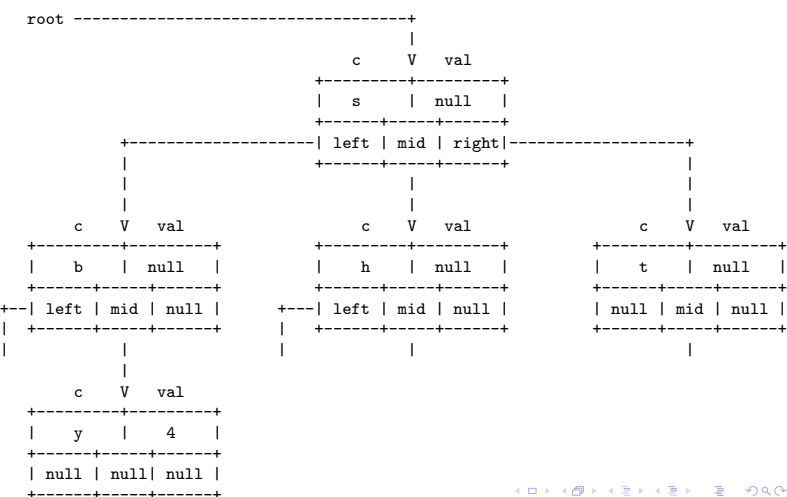 root ------------------------------------+
|
c V val
+---------+---------+
| s | null |
+------+-----+------+
+-------------------| left | mid | right|------------------+
| +------+-----+------+ |
| | |
| | |
c V val c V val c V val
+---------+---------+ +---------+---------+ +---------+---------+
| b | null | | h | null | | t | null |
+------+-----+------+ +------+-----+------+ +------+-----+------+
+--| left | mid | null | +---| left | mid | null | | null | mid | null |
| +------+-----+------+ | +------+-----+------+ +------+-----+------+
| | | | |
|
c V val
+---------+---------+
| y | 4 |
+------+-----+------+
| null | null| null |
+------+-----+------+